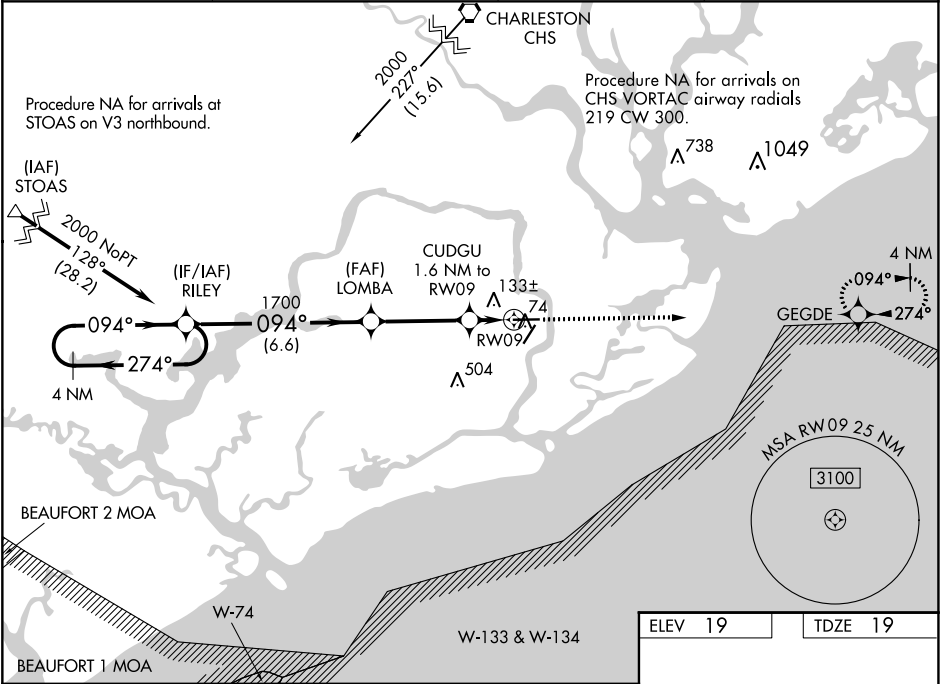 CHARLESTON
CHS
2000
227°
(15.6)
Procedure NA for arrivals at
STOAS on V3 northbound.
Procedure NA for arrivals on
CHS VORTAC airway radials
219 CW 300.
738
1049
(IAF)
STOAS
2000 NoPT
128°
(28.2)
(IF/IAF)
RILEY
1700
094°
(6.6)
(FAF)
LOMBA
CUDGU
1.6 NM to
RW09
133±
74
RW09
504
094°
274°
4 NM
4 NM
094°
274°
GEGDE
MSA RW09 25 NM
3100
BEAUFORT 2 MOA
W-74
W-133 & W-134
BEAUFORT 1 MOA
ELEV 19
TDZE 19